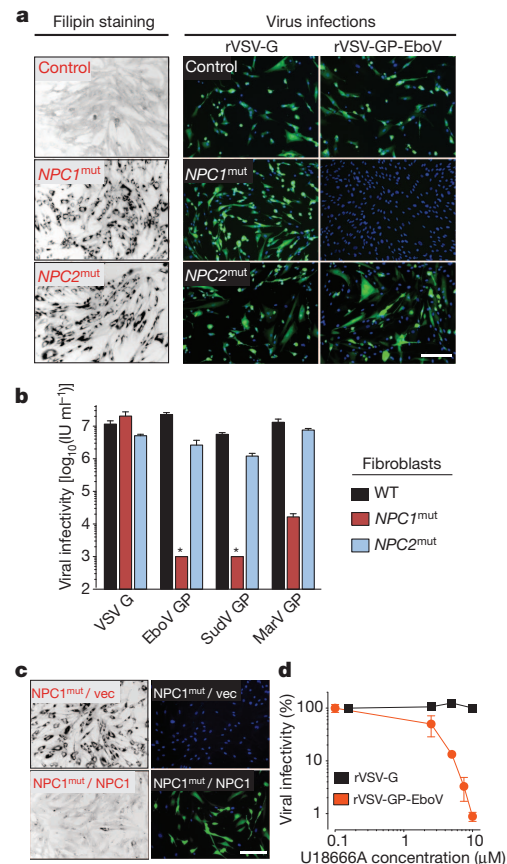 a
Filipin staining
Virus infections
rVSV-G
rVSV-GP-EboV
Control
Control
NPC1mut
NPC1mut
NPC2mut
NPC2mut
b
Viral infectivity [log10(IU ml−1)]
7
6
5
4
3
2
*
*
VSV G
EboV GP
SudV GP
MarV GP
Fibroblasts
WT
NPC1mut
NPC2mut
c
NPC1mut / vec
NPC1mut / vec
NPC1mut / NPC1
NPC1mut / NPC1
d
Viral infectivity (%)
100
10
1
rVSV-G
rVSV-GP-EboV
0.1
1
10
U18666A concentration (μM)